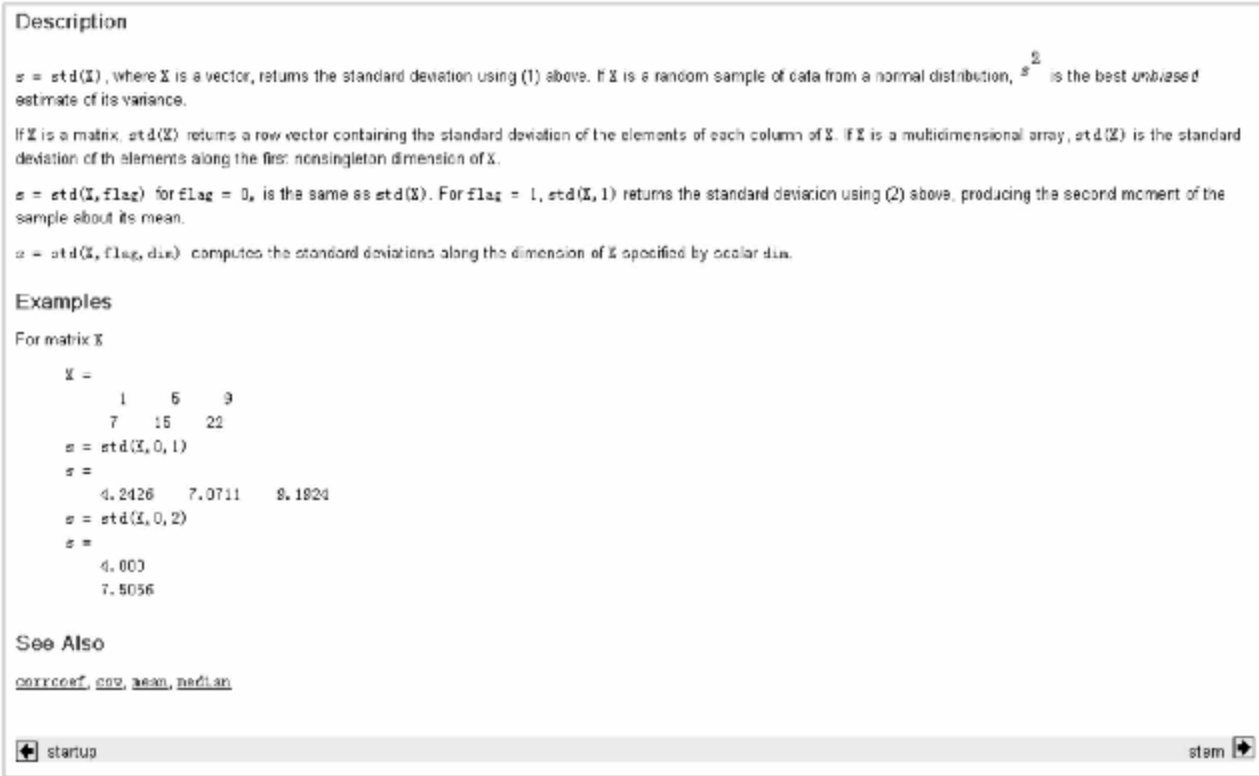 Description
s = std(X), where X is a vector, returns the standard deviation using (1) above. If X is a random sample of data from a normal distribution, s² is the best unbiased
estimate of its variance.
If X is a matrix, std(X) returns a row vector containing the standard deviation of the elements of each column of X. If X is a multidimensional array, std(X) is the standard
deviation of th elements along the first nonsingleton dimension of X.
s = std(X,flag) for flag = 0, is the same as std(X). For flag = 1, std(X,1) returns the standard deviation using (2) above, producing the second moment of the
sample about its mean.
s = std(X,flag,dim) computes the standard deviations along the dimension of X specified by scalar dim.
Examples
For matrix X
X =
1 5 9
7 15 22
s = std(X,0,1)
s =
4.2426 7.0711 9.1924
s = std(X,0,2)
s =
4.000
7.5056
See Also
corrcoef, cov, mean, median
startup stem